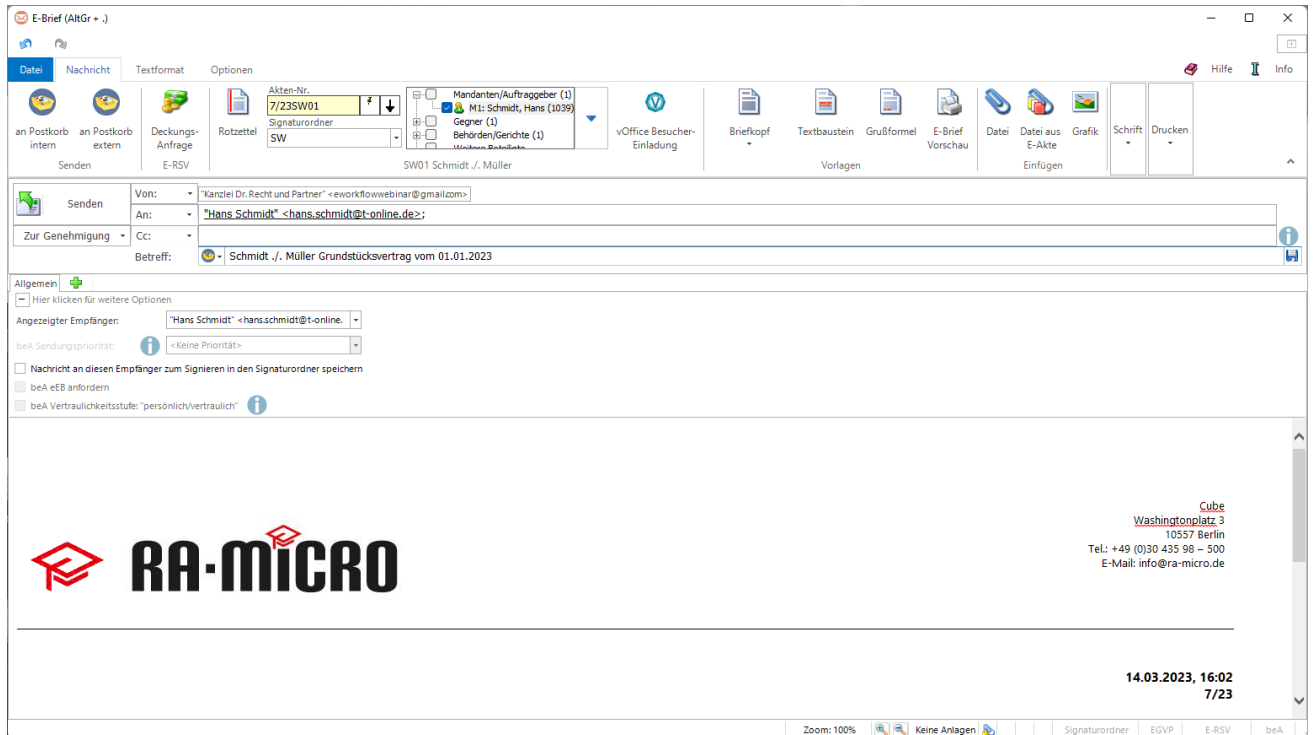 E-Brief (AltGr + .)
Datei Nachricht Textformat Optionen Hilfe Info
an Postkorb intern
an Postkorb extern
Senden
Deckungs-Anfrage
E-RSV
Rotzettel
Akten-Nr.
7/23SW01
Signaturordner
SW
Mandanten/Auftraggeber (1)
M1: Schmidt, Hans (1039)
Gegner (1)
Behörden/Gerichte (1)
Weitere Beteiligte
SW01 Schmidt ./. Müller
vOffice Besucher-
Einladung
Briefkopf
Textbaustein
Grußformel
E-Brief
Vorschau
Vorlagen
Datei
Datei aus
E-Akte
Grafik
Einfügen
Schrift
Drucken
Senden
Zur Genehmigung
Von: "Kanzlei Dr. Recht und Partner" <eworkflowwebinar@gmail.com>
An: "Hans Schmidt" <hans.schmidt@t-online.de>;
Cc:
Betreff: Schmidt ./. Müller Grundstücksvertrag vom 01.01.2023
Allgemein
Hier klicken für weitere Optionen
Angezeigter Empfänger: "Hans Schmidt" <hans.schmidt@t-online.
beA Sendungspriorität: <Keine Priorität>
Nachricht an diesen Empfänger zum Signieren in den Signaturordner speichern
beA eEB anfordern
beA Vertraulichkeitsstufe: "persönlich/vertraulich"
RA-MICRO
Cube
Washingtonplatz 3
10557 Berlin
Tel.: +49 (0)30 435 98 – 500
E-Mail: info@ra-micro.de
14.03.2023, 16:02
7/23
Zoom: 100% Keine Anlagen Signaturordner EGVP E-RSV beA